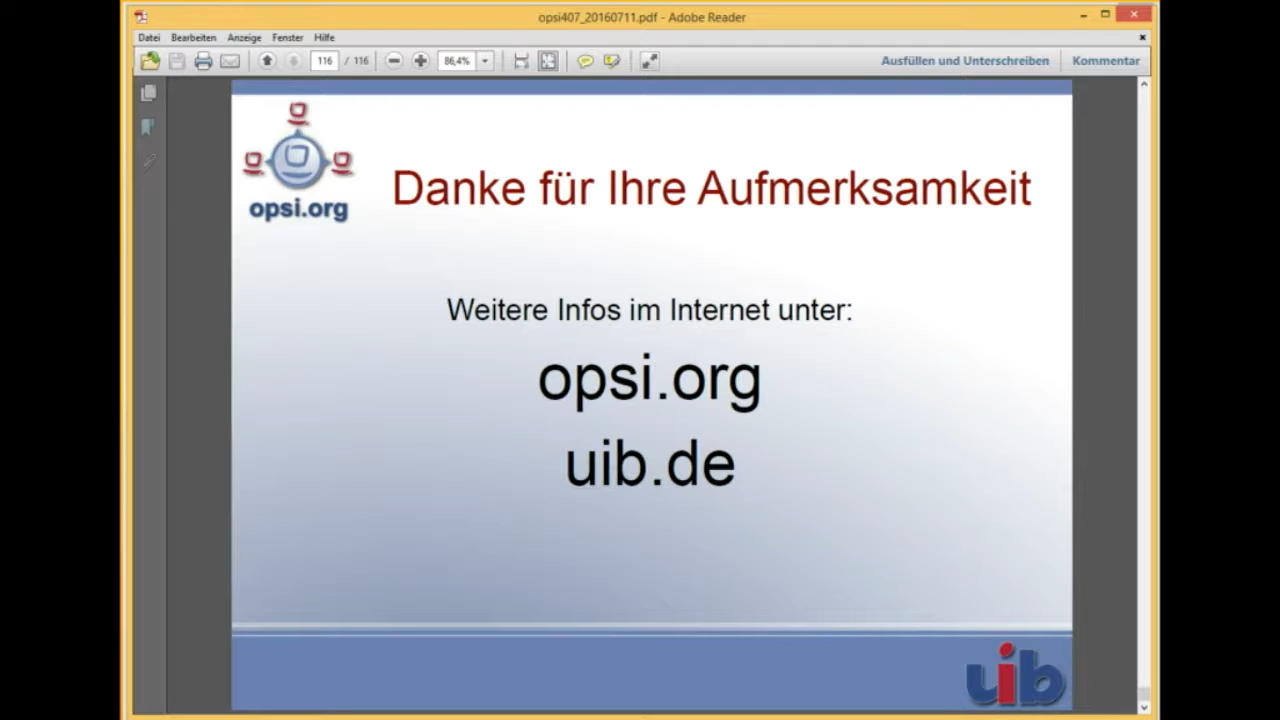 opsi407_20160711.pdf - Adobe Reader
Datei Bearbeiten Anzeige Fenster Hilfe
116 / 116 86,4% Ausfüllen und Unterschreiben Kommentar
opsi.org
Danke für Ihre Aufmerksamkeit
Weitere Infos im Internet unter:
opsi.org
uib.de
uib